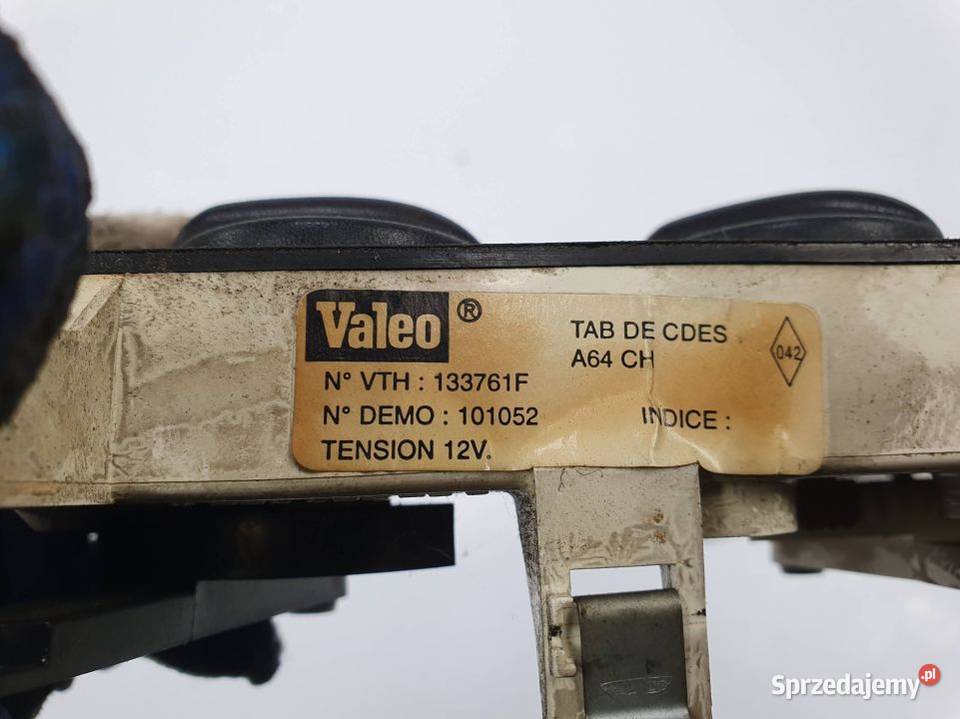 Valeo ®
TAB DE CDES
A64 CH
042
N° VTH : 133761F
N° DEMO : 101052
INDICE :
TENSION 12V.
Sprzedajemy.pl